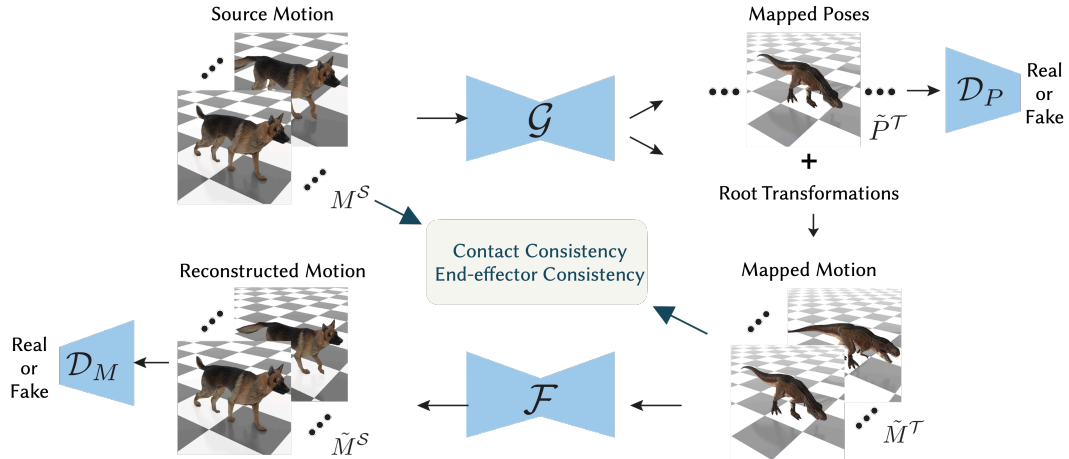 Source Motion
Mapped Poses
𝒢
𝒟_P
Real
or
Fake
P̃^𝒯
M^𝒮
+
Root Transformations
Contact Consistency
End-effector Consistency
Reconstructed Motion
Mapped Motion
Real
or
Fake
𝒟_M
ℱ
M̃^𝒮
M̃^𝒯